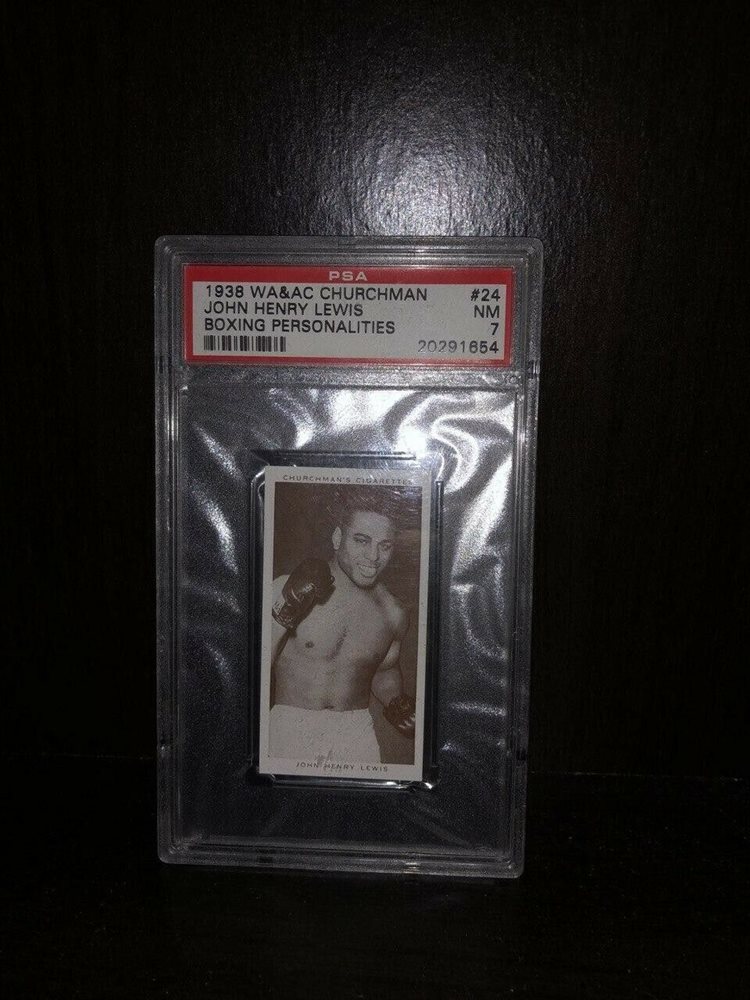 PSA
1938 WA&AC CHURCHMAN #24
JOHN HENRY LEWIS NM
BOXING PERSONALITIES 7
20291654
CHURCHMAN'S CIGARETTES
JOHN HENRY LEWIS